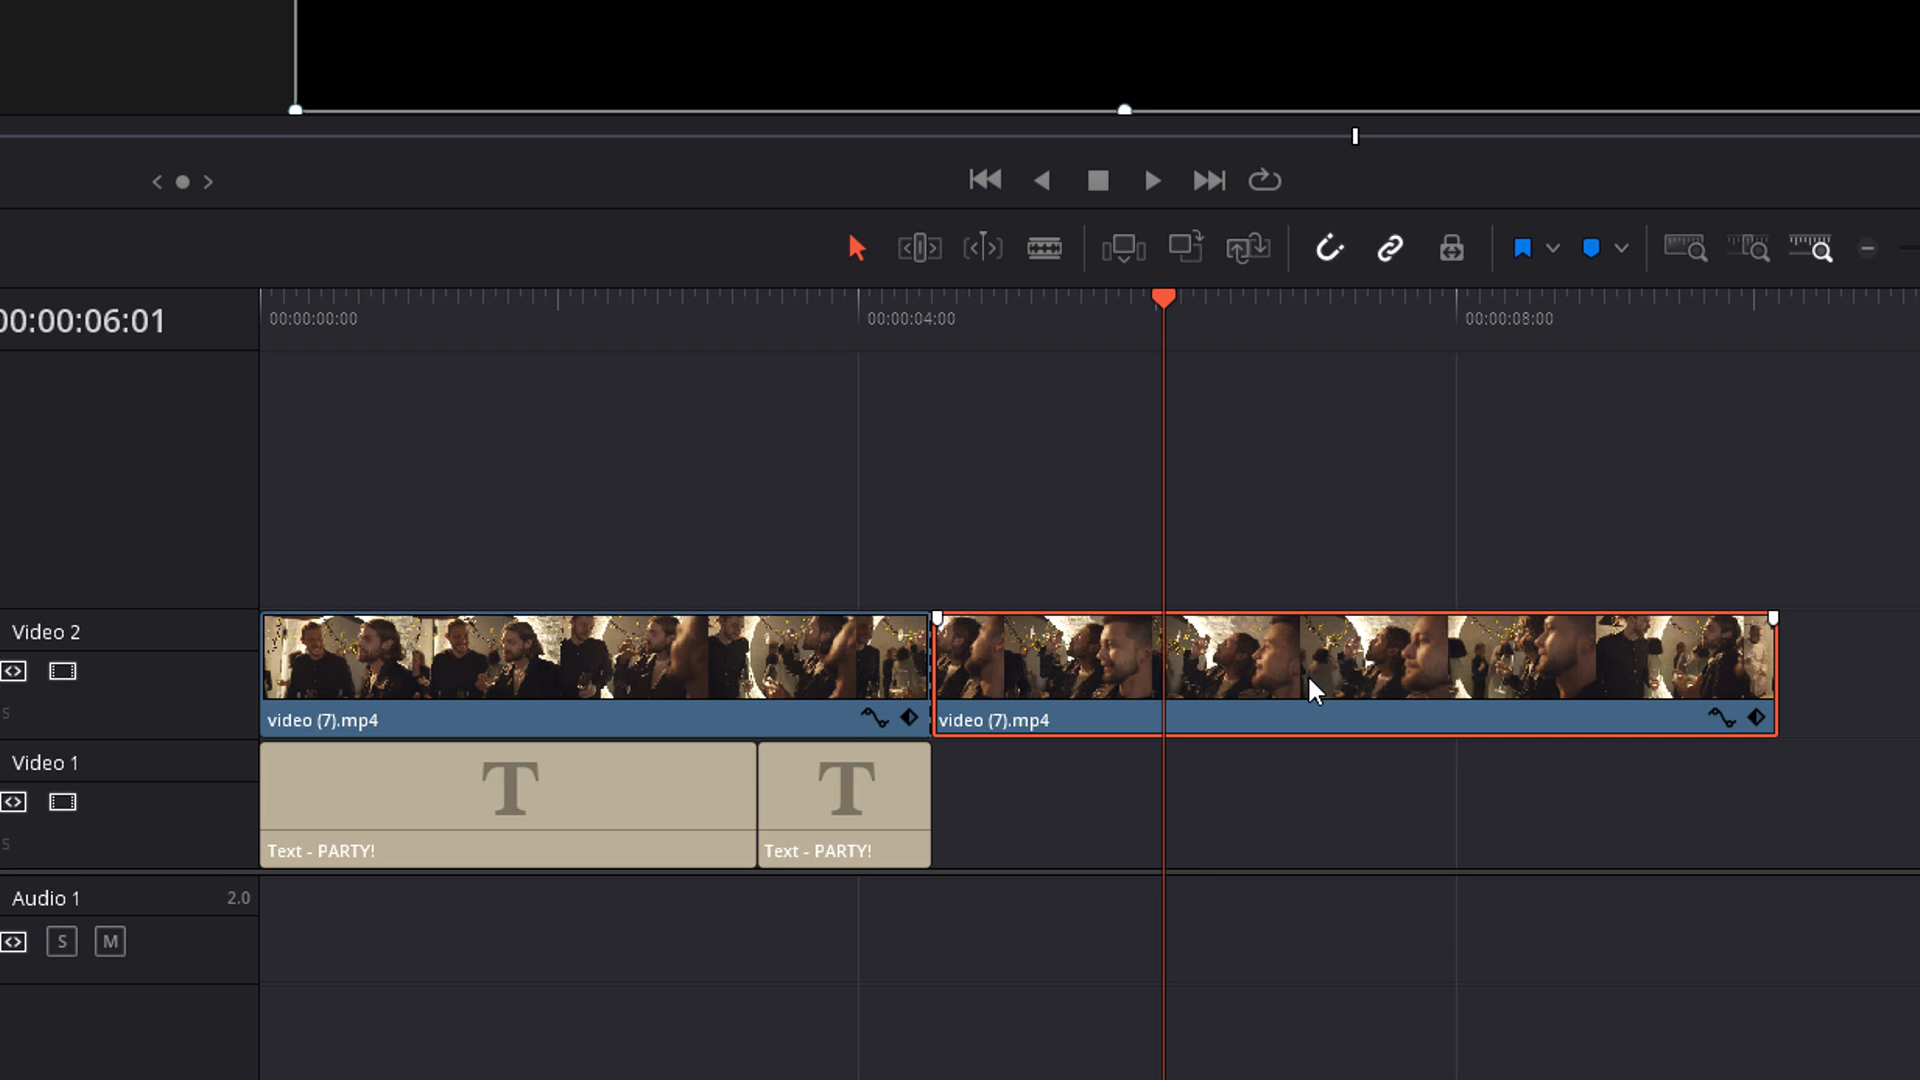 00:00:06:01
00:00:00:00
00:00:04:00
00:00:08:00
Video 2
S
video (7).mp4
video (7).mp4
Video 1
S
T
T
Text - PARTY!
Text - PARTY!
Audio 1
2.0
S
M